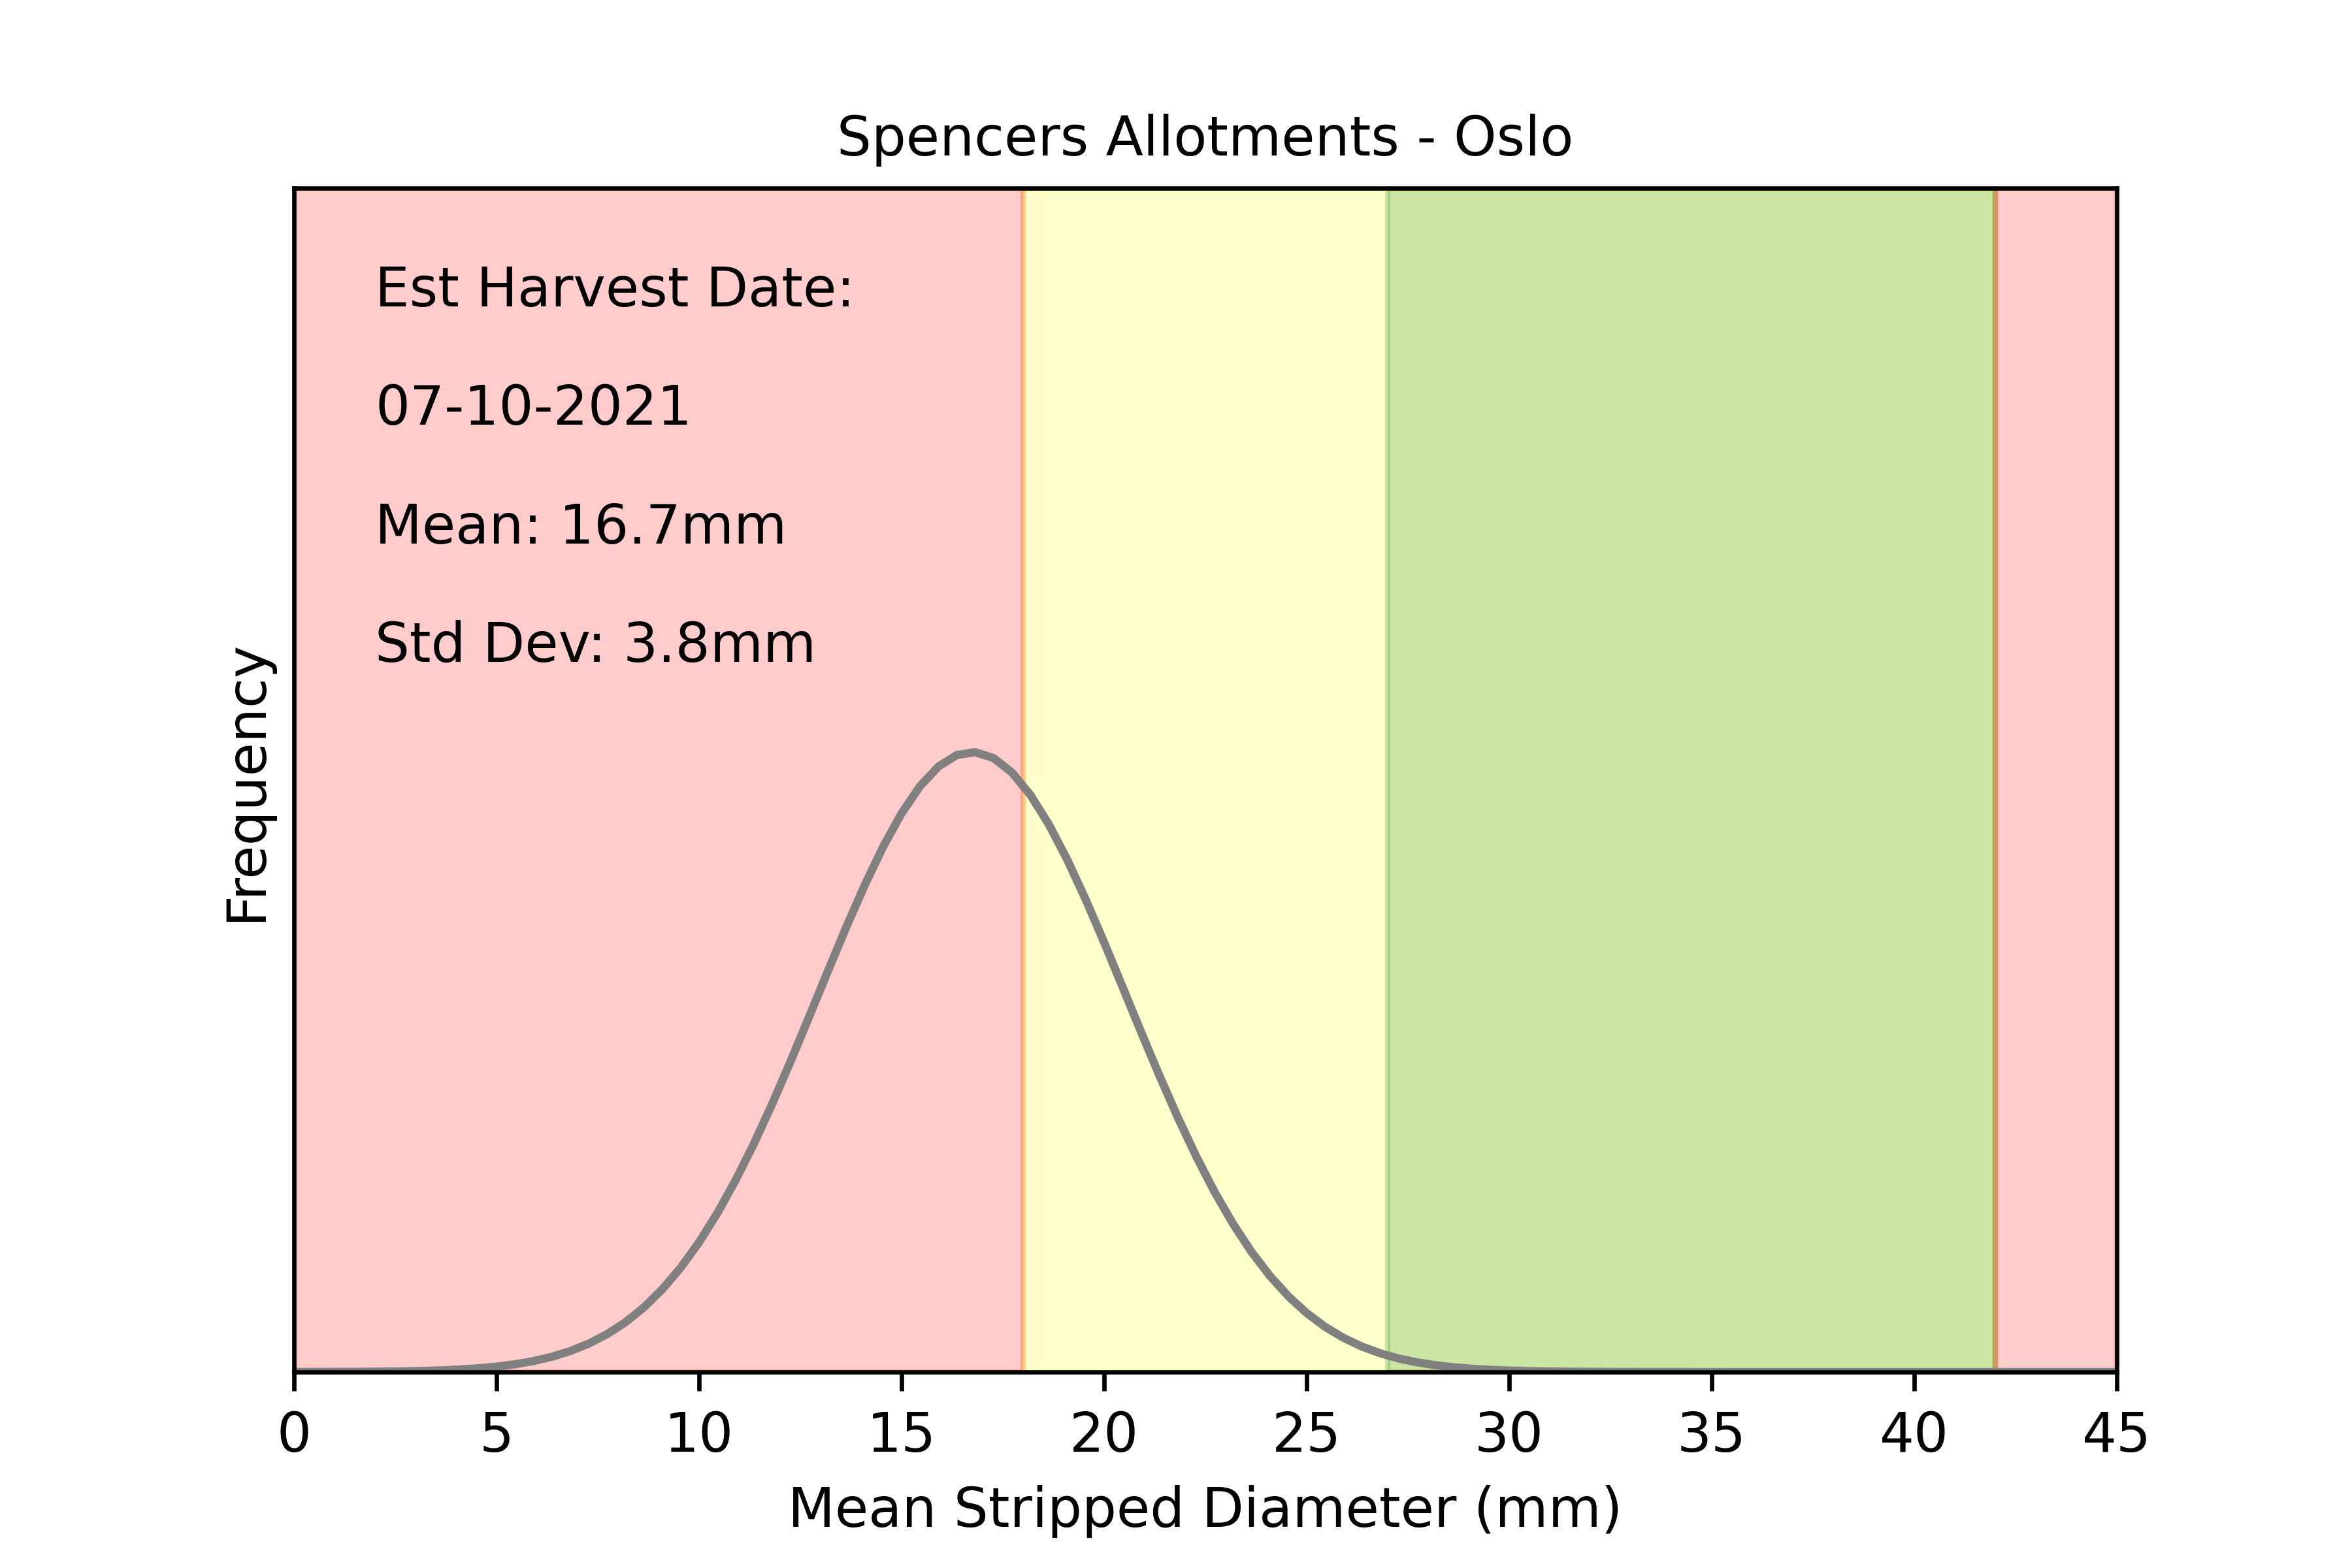 Spencers Allotments - Oslo
Est Harvest Date:
07-10-2021
Mean: 16.7mm
Std Dev: 3.8mm
Frequency
0 5 10 15 20 25 30 35 40 45
Mean Stripped Diameter (mm)